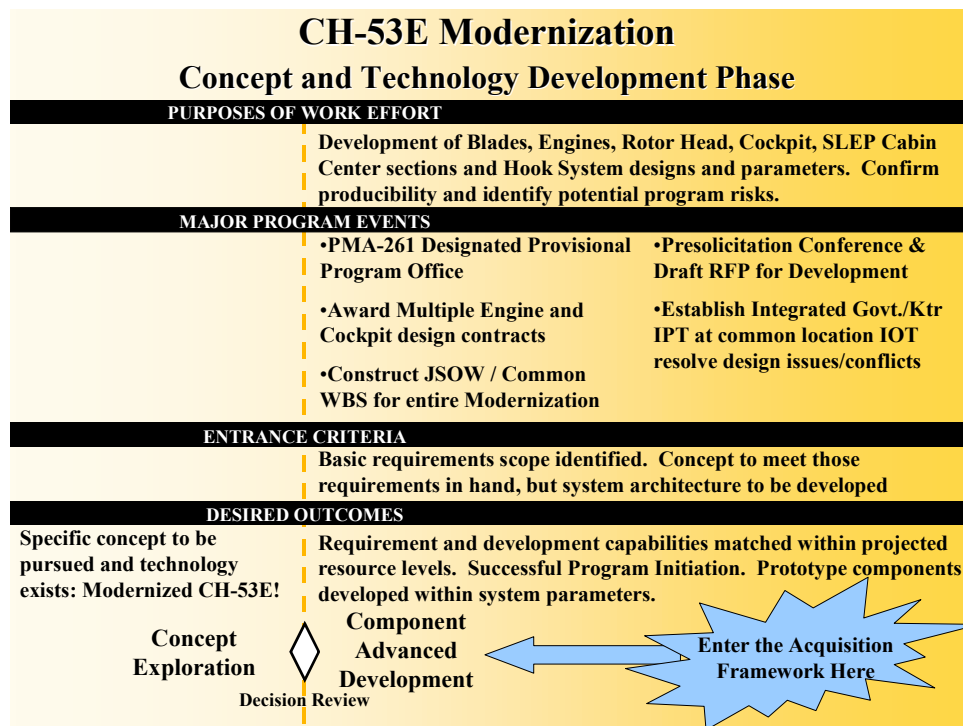 CH-53E Modernization
Concept and Technology Development Phase
PURPOSES OF WORK EFFORT
Development of Blades, Engines, Rotor Head, Cockpit, SLEP Cabin
Center sections and Hook System designs and parameters.  Confirm
producibility and identify potential program risks.
MAJOR PROGRAM EVENTS
•PMA-261 Designated Provisional
Program Office
•Award Multiple Engine and
Cockpit design contracts
•Construct JSOW / Common
WBS for entire Modernization
•Presolicitation Conference &
Draft RFP for Development
•Establish Integrated Govt./Ktr
IPT at common location IOT
resolve design issues/conflicts
ENTRANCE CRITERIA
Basic requirements scope identified.  Concept to meet those
requirements in hand, but system architecture to be developed
DESIRED OUTCOMES
Specific concept to be
pursued and technology
exists: Modernized CH-53E!
Requirement and development capabilities matched within projected
resource levels.  Successful Program Initiation.  Prototype components
developed within system parameters.
Concept
Exploration
Decision Review
Component
Advanced
Development
Enter the Acquisition
Framework Here